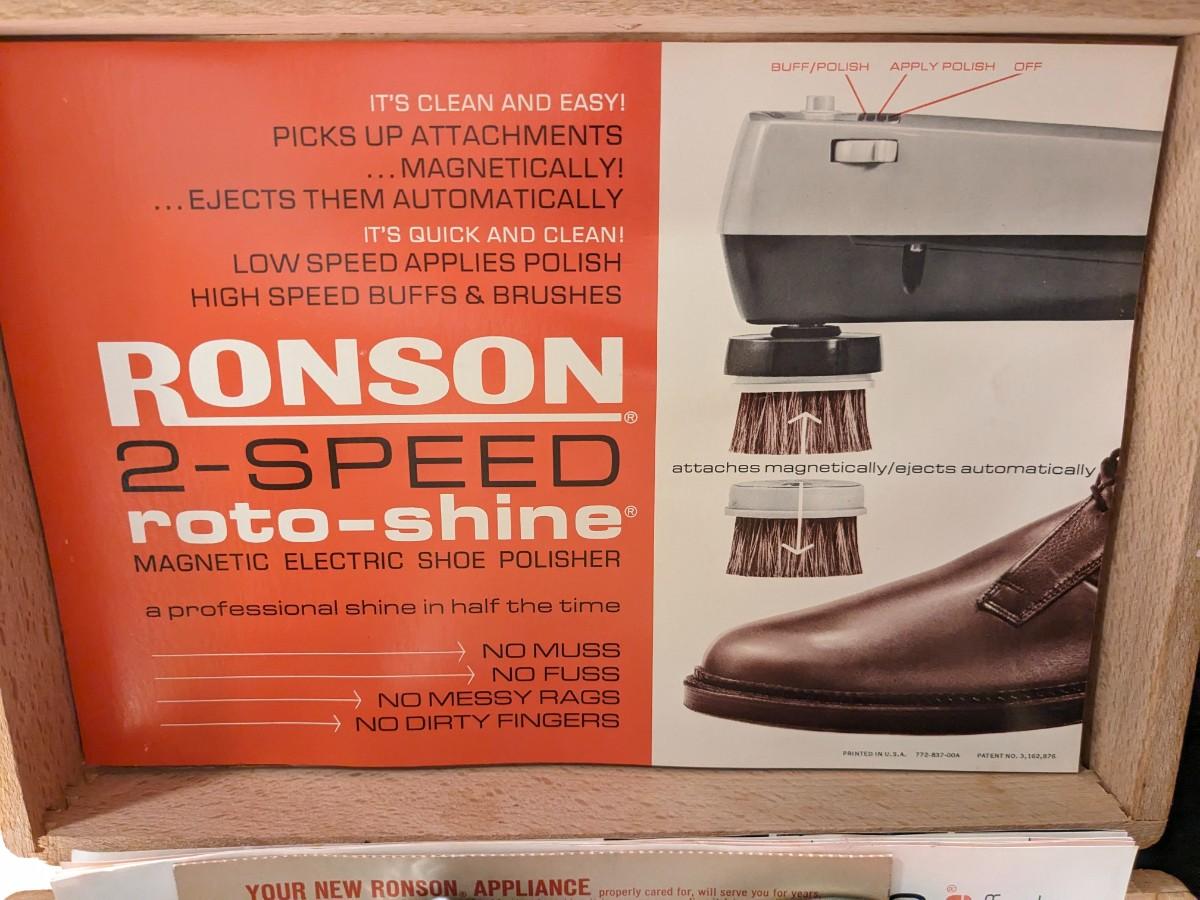 IT'S CLEAN AND EASY!
PICKS UP ATTACHMENTS
...MAGNETICALLY!
...EJECTS THEM AUTOMATICALLY
IT'S QUICK AND CLEAN!
LOW SPEED APPLIES POLISH
HIGH SPEED BUFFS & BRUSHES
RONSON®
2-SPEED
roto-shine®
MAGNETIC ELECTRIC SHOE POLISHER
a professional shine in half the time
NO MUSS
NO FUSS
NO MESSY RAGS
NO DIRTY FINGERS
BUFF/POLISH APPLY POLISH OFF
attaches magnetically/ejects automatically
PRINTED IN U.S.A. 772-837-00A PATENT NO. 3,162,876
YOUR NEW RONSON® APPLIANCE properly cared for, will serve you for years.